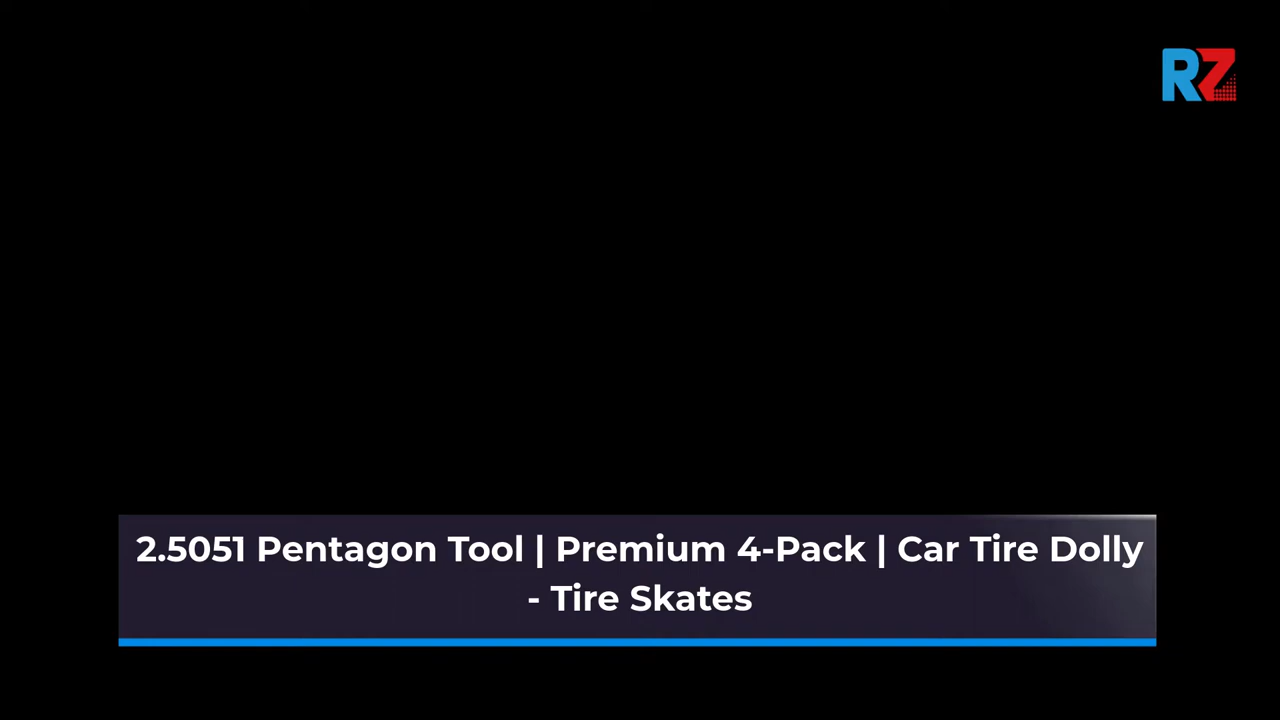 RZ
2.5051 Pentagon Tool | Premium 4-Pack | Car Tire Dolly
- Tire Skates